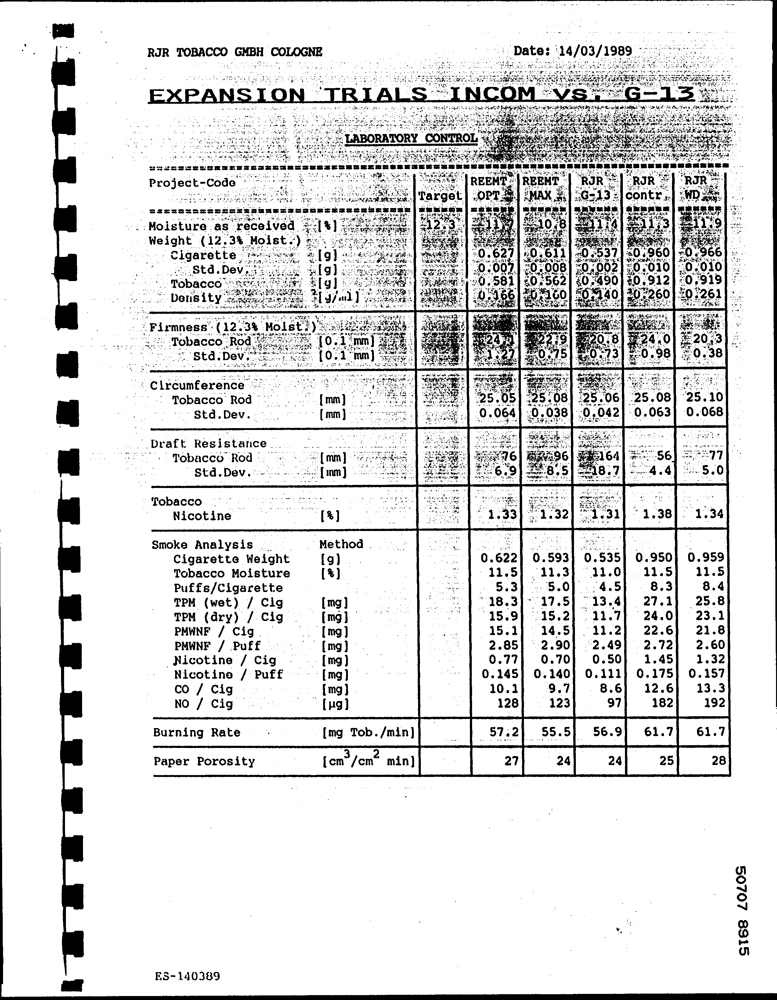 RJR TOBACCO GMBH COLOGNE Date: 14/03/1989
EXPANSION TRIALS INCOM vs. G-13
LABORATORY CONTROL
Project-Code Target REEMT OPT REEMT MAX RJR G-13 RJR contr. RJR WD
Moisture as received [%] 12.3 11.7 10.8 11.4 11.3 11.9
Weight (12.3% Moist.)
Cigarette [g] 0.627 0.611 0.537 0.960 0.966
Std.Dev. [g] 0.007 0.008 0.002 0.010 0.010
Tobacco [g] 0.581 0.562 0.490 0.912 0.919
Density [g/ml] 0.166 0.160 0.140 0.260 0.261
Firmness (12.3% Moist.)
Tobacco Rod [0.1 mm] 24.1 22.9 20.8 24.0 20.3
Std.Dev. [0.1 mm] 1.27 0.75 0.73 0.98 0.38
Circumference
Tobacco Rod [mm] 25.05 25.08 25.06 25.08 25.10
Std.Dev. [mm] 0.064 0.038 0.042 0.063 0.068
Draft Resistance
Tobacco Rod [mm] 76 96 164 56 77
Std.Dev. [mm] 6.9 8.5 18.7 4.4 5.0
Tobacco
Nicotine [%] 1.33 1.32 1.31 1.38 1.34
Smoke Analysis Method
Cigarette Weight [g] 0.622 0.593 0.535 0.950 0.959
Tobacco Moisture [%] 11.5 11.3 11.0 11.5 11.5
Puffs/Cigarette 5.3 5.0 4.5 8.3 8.4
TPM (wet) / Cig [mg] 18.3 17.5 13.4 27.1 25.8
TPM (dry) / Cig [mg] 15.9 15.2 11.7 24.0 23.1
PMWNF / Cig [mg] 15.1 14.5 11.2 22.6 21.8
PMWNF / Puff [mg] 2.85 2.90 2.49 2.72 2.60
Nicotine / Cig [mg] 0.77 0.70 0.50 1.45 1.32
Nicotine / Puff [mg] 0.145 0.140 0.111 0.175 0.157
CO / Cig [mg] 10.1 9.7 8.6 12.6 13.3
NO / Cig [µg] 128 123 97 182 192
Burning Rate [mg Tob./min] 57.2 55.5 56.9 61.7 61.7
Paper Porosity [cm³/cm² min] 27 24 24 25 28
50707 8915
ES-140389